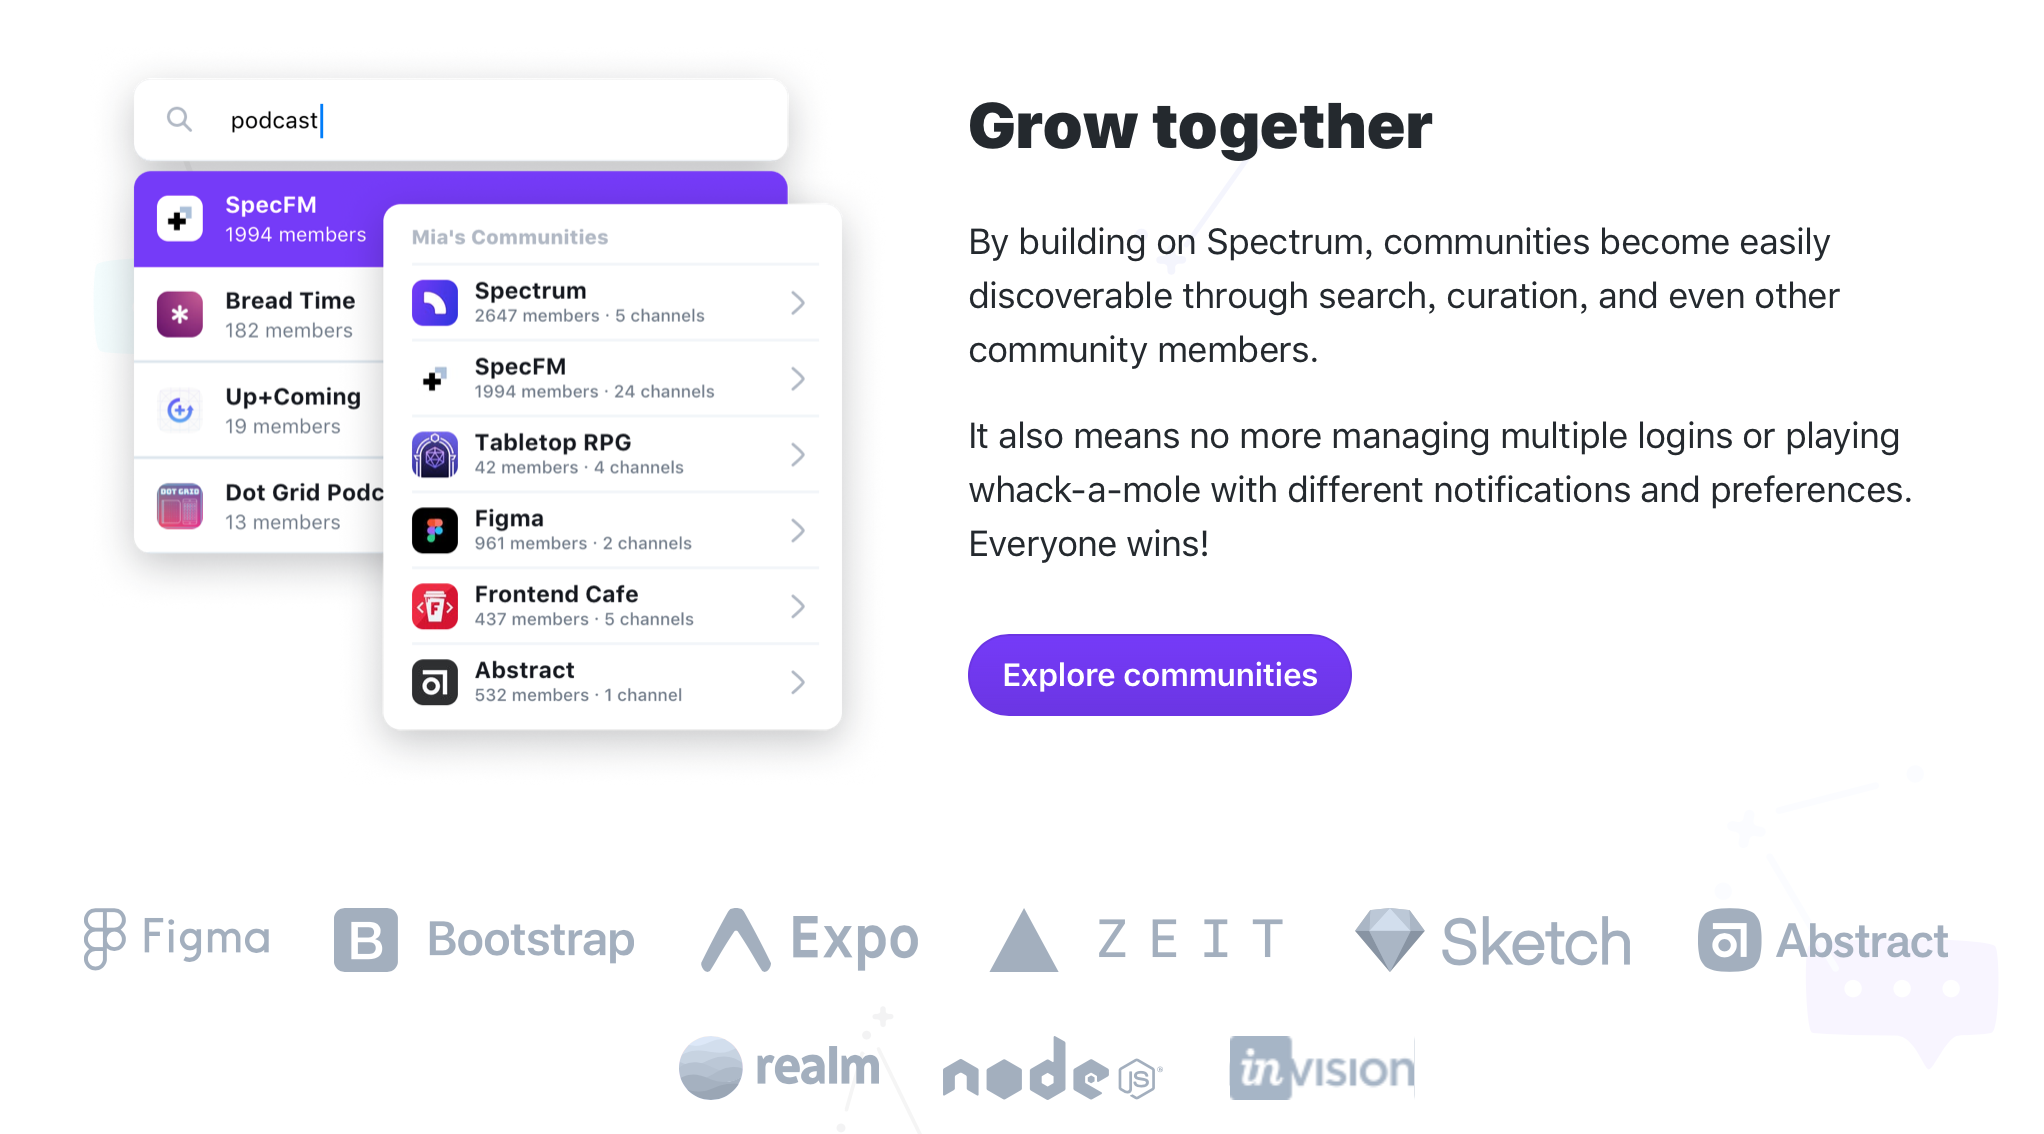 podcast
SpecFM
1994 members
Bread Time
182 members
Up+Coming
19 members
DOT GRID
Dot Grid Podc
13 members
Mia's Communities
Spectrum
2647 members · 5 channels
SpecFM
1994 members · 24 channels
Tabletop RPG
42 members · 4 channels
Figma
961 members · 2 channels
F
Frontend Cafe
437 members · 5 channels
Abstract
532 members · 1 channel
Grow together
By building on Spectrum, communities become easily
discoverable through search, curation, and even other
community members.
It also means no more managing multiple logins or playing
whack-a-mole with different notifications and preferences.
Everyone wins!
Explore communities
Figma
B Bootstrap
Expo
ZEIT
Sketch
Abstract
realm
node JS
invision